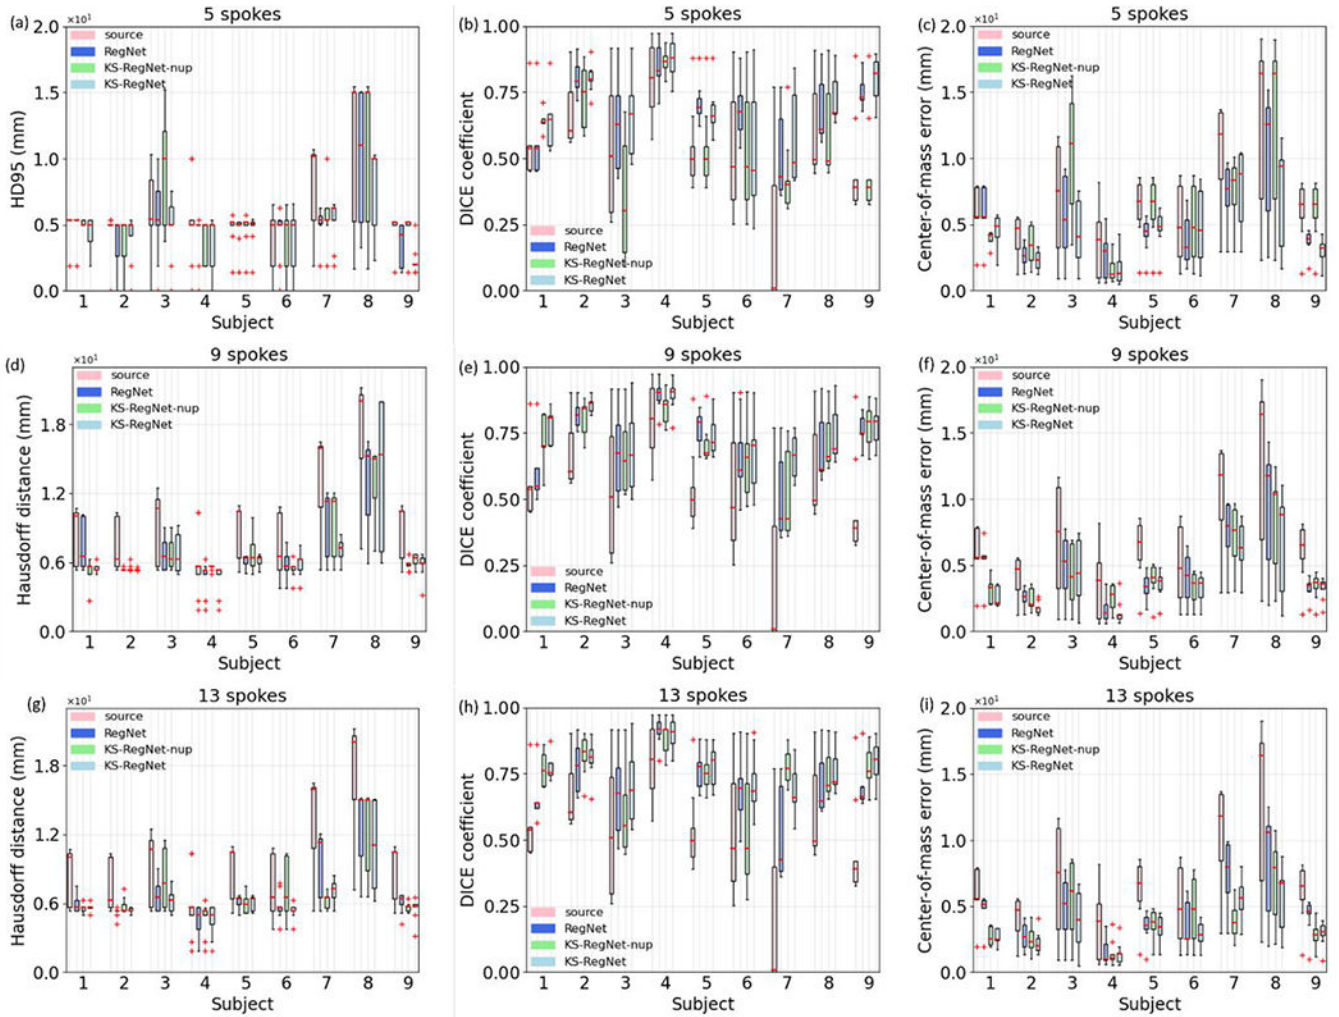 (a)
5 spokes
×10¹
HD95 (mm)
2.0
1.5
1.0
0.5
0.0
source
RegNet
KS-RegNet-nup
KS-RegNet
1 2 3 4 5 6 7 8 9
Subject
(b)
5 spokes
DICE coefficient
1.00
0.75
0.50
0.25
0.00
source
RegNet
KS-RegNet-nup
KS-RegNet
1 2 3 4 5 6 7 8 9
Subject
(c)
5 spokes
×10¹
Center-of-mass error (mm)
2.0
1.5
1.0
0.5
0.0
source
RegNet
KS-RegNet-nup
KS-RegNet
1 2 3 4 5 6 7 8 9
Subject
(d)
9 spokes
×10¹
Hausdorff distance (mm)
1.8
1.2
0.6
0.0
source
RegNet
KS-RegNet-nup
KS-RegNet
1 2 3 4 5 6 7 8 9
Subject
(e)
9 spokes
DICE coefficient
1.00
0.75
0.50
0.25
0.00
source
RegNet
KS-RegNet-nup
KS-RegNet
1 2 3 4 5 6 7 8 9
Subject
(f)
9 spokes
×10¹
Center-of-mass error (mm)
2.0
1.5
1.0
0.5
0.0
source
RegNet
KS-RegNet-nup
KS-RegNet
1 2 3 4 5 6 7 8 9
Subject
(g)
13 spokes
×10¹
Hausdorff distance (mm)
1.8
1.2
0.6
0.0
source
RegNet
KS-RegNet-nup
KS-RegNet
1 2 3 4 5 6 7 8 9
Subject
(h)
13 spokes
DICE coefficient
1.00
0.75
0.50
0.25
0.00
source
RegNet
KS-RegNet-nup
KS-RegNet
1 2 3 4 5 6 7 8 9
Subject
(i)
13 spokes
×10¹
Center-of-mass error (mm)
2.0
1.5
1.0
0.5
0.0
source
RegNet
KS-RegNet-nup
KS-RegNet
1 2 3 4 5 6 7 8 9
Subject